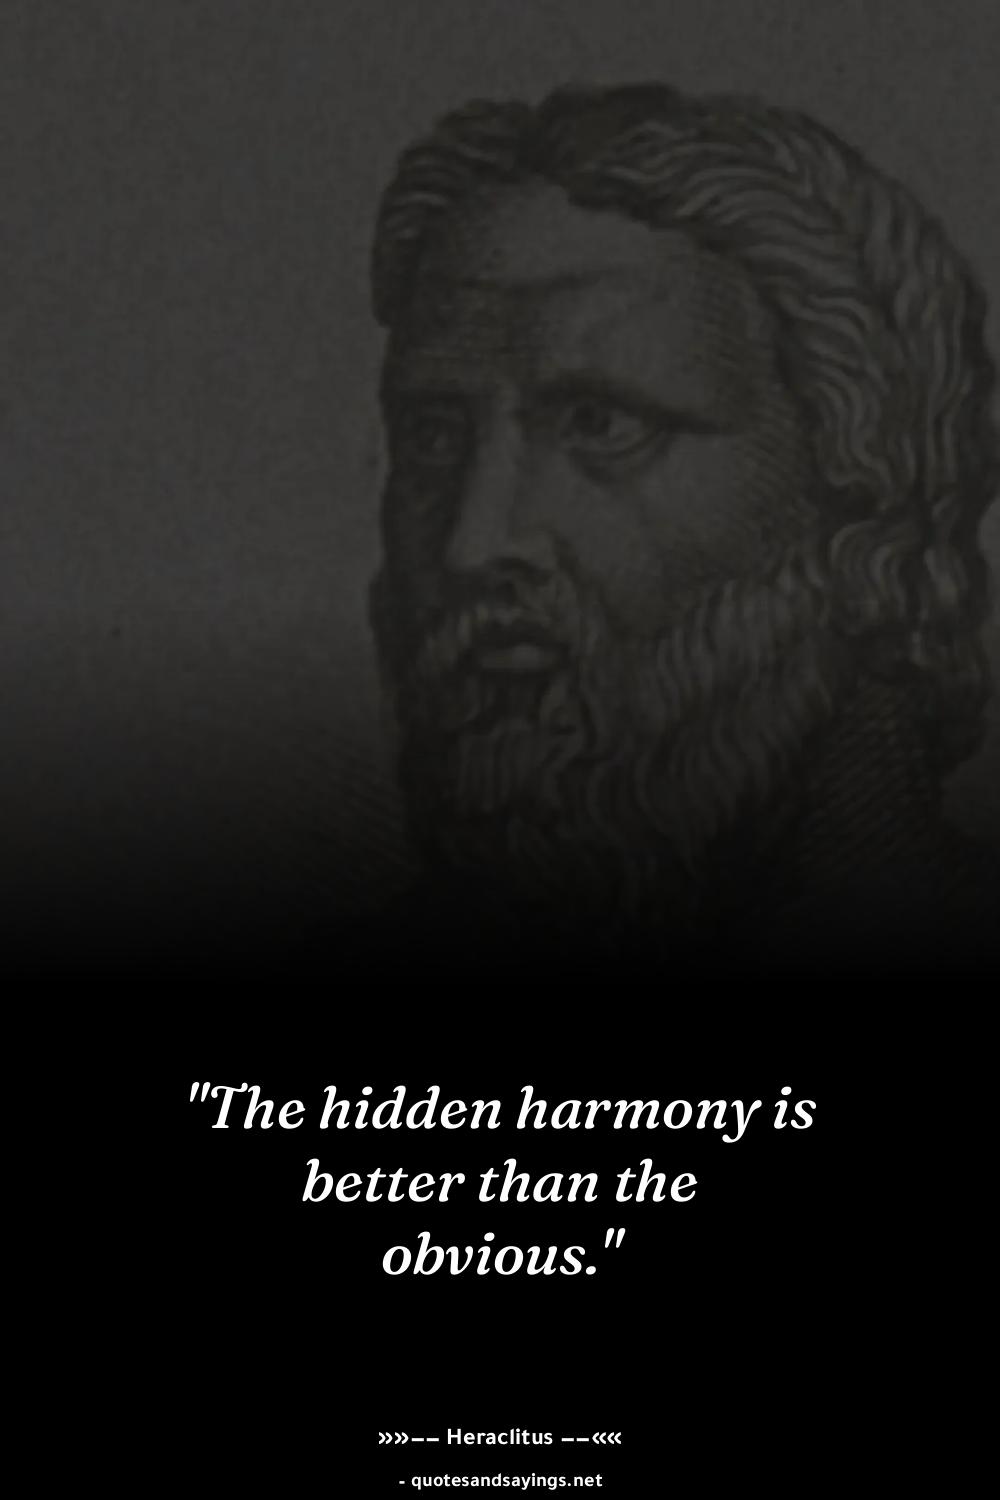 "The hidden harmony is
better than the
obvious."
»»−− Heraclitus −−««
- quotesandsayings.net